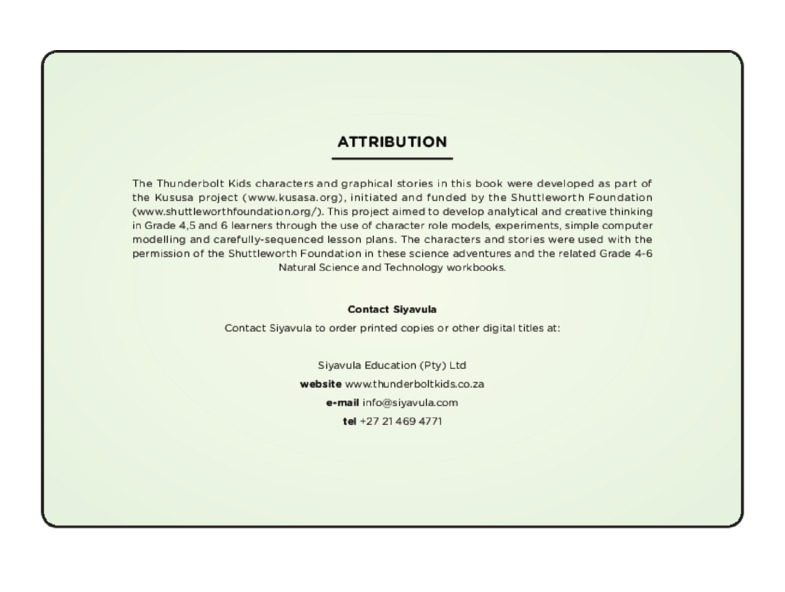 ATTRIBUTION
The Thunderbolt Kids characters and graphical stories in this book were developed as part of
the Kususa project (www.kusasa.org), initiated and funded by the Shuttleworth Foundation
(www.shuttleworthfoundation.org/). This project aimed to develop analytical and creative thinking
in Grade 4,5 and 6 learners through the use of character role models, experiments, simple computer
modelling and carefully-sequenced lesson plans. The characters and stories were used with the
permission of the Shuttleworth Foundation in these science adventures and the related Grade 4-6
Natural Science and Technology workbooks.
Contact Siyavula
Contact Siyavula to order printed copies or other digital titles at:
Siyavula Education (Pty) Ltd
website www.thunderboltkids.co.za
e-mail info@siyavula.com
tel +27 21 469 4771